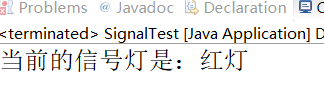 Problems @ Javadoc Declaration
<terminated> SignalTest [Java Application] D
当前的信号灯是：红灯